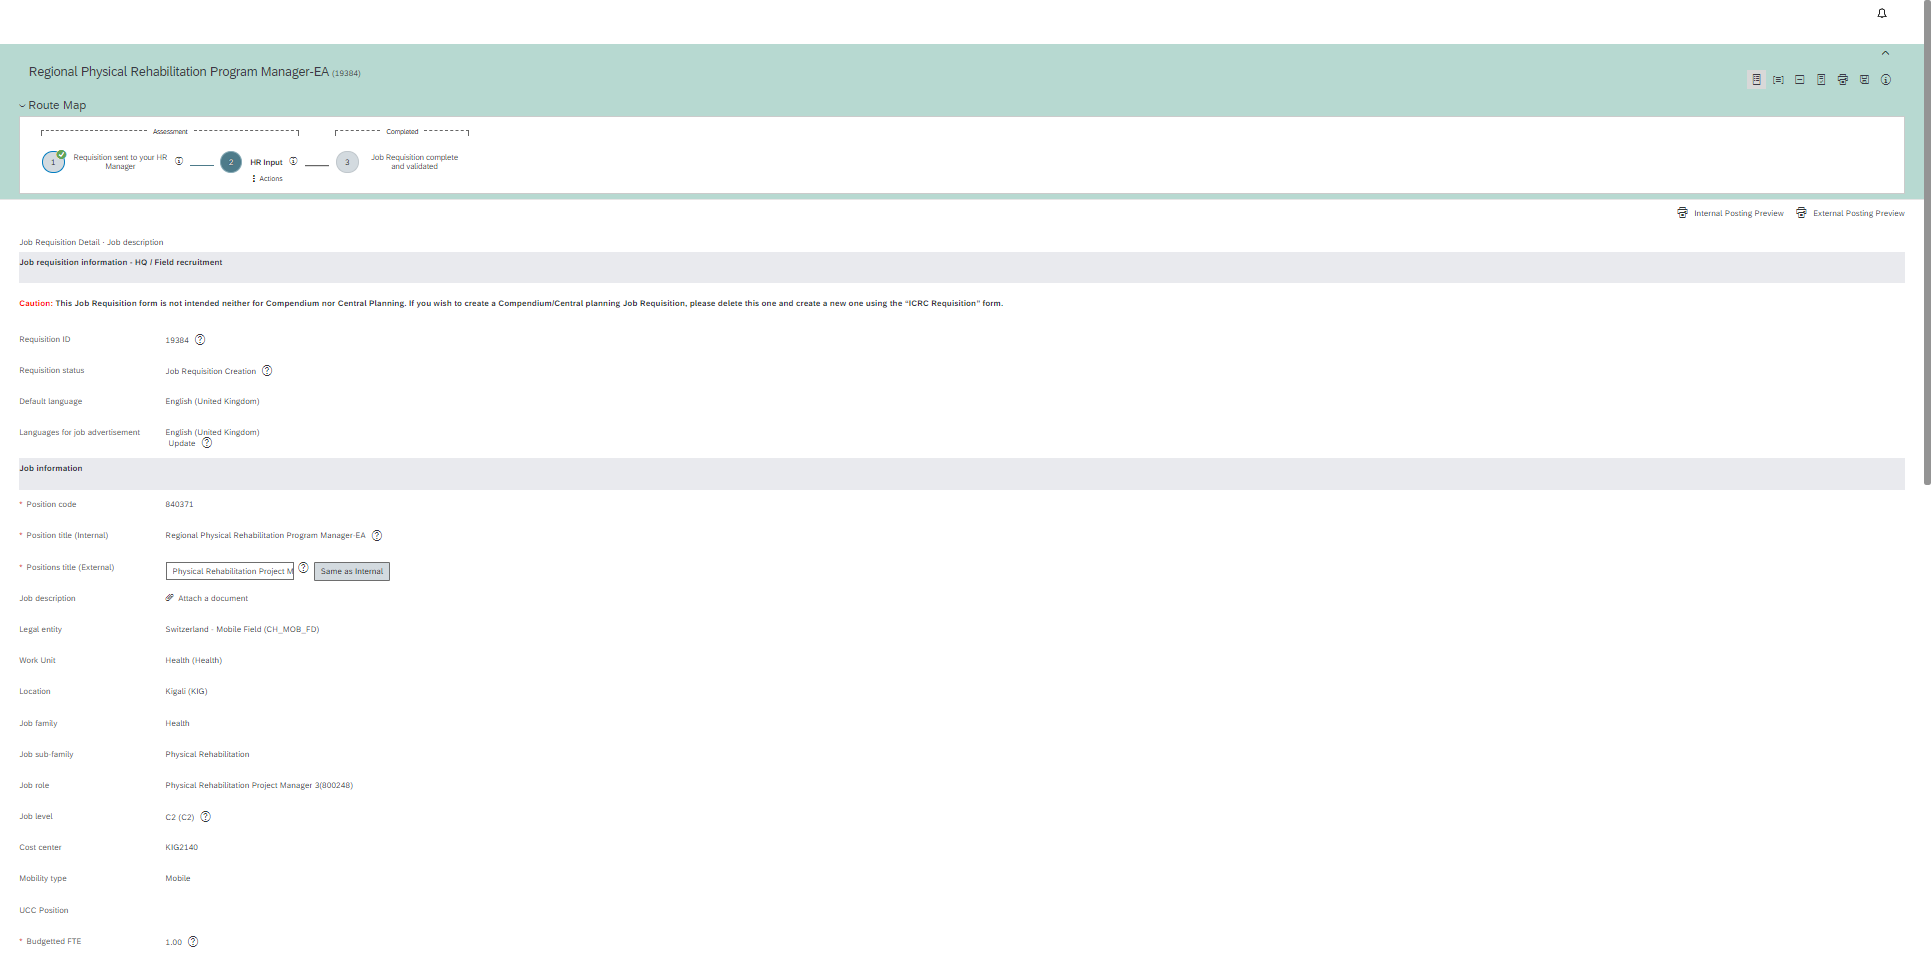 Regional Physical Rehabilitation Program Manager-EA (19384)
Route Map
Assessment
Completed
1
Requisition sent to your HR Manager
2
HR Input
Actions
3
Job Requisition complete and validated
Internal Posting Preview
External Posting Preview
Job Requisition Detail - Job description
Job requisition information - HQ / Field recruitment
Caution: This Job Requisition form is not intended neither for Compendium nor Central Planning. If you wish to create a Compendium/Central planning Job Requisition, please delete this one and create a new one using the "ICRC Requisition" form.
Requisition ID 19384
Requisition status Job Requisition Creation
Default language English (United Kingdom)
Languages for job advertisement English (United Kingdom)
Update
Job information
* Position code 840371
* Position title (Internal) Regional Physical Rehabilitation Program Manager-EA
* Positions title (External) Physical Rehabilitation Project M Same as Internal
Job description Attach a document
Legal entity Switzerland - Mobile Field (CH_MOB_FD)
Work Unit Health (Health)
Location Kigali (KIG)
Job family Health
Job sub-family Physical Rehabilitation
Job role Physical Rehabilitation Project Manager 3(800248)
Job level C2 (C2)
Cost center KIG2140
Mobility type Mobile
UCC Position
* Budgetted FTE 1.00